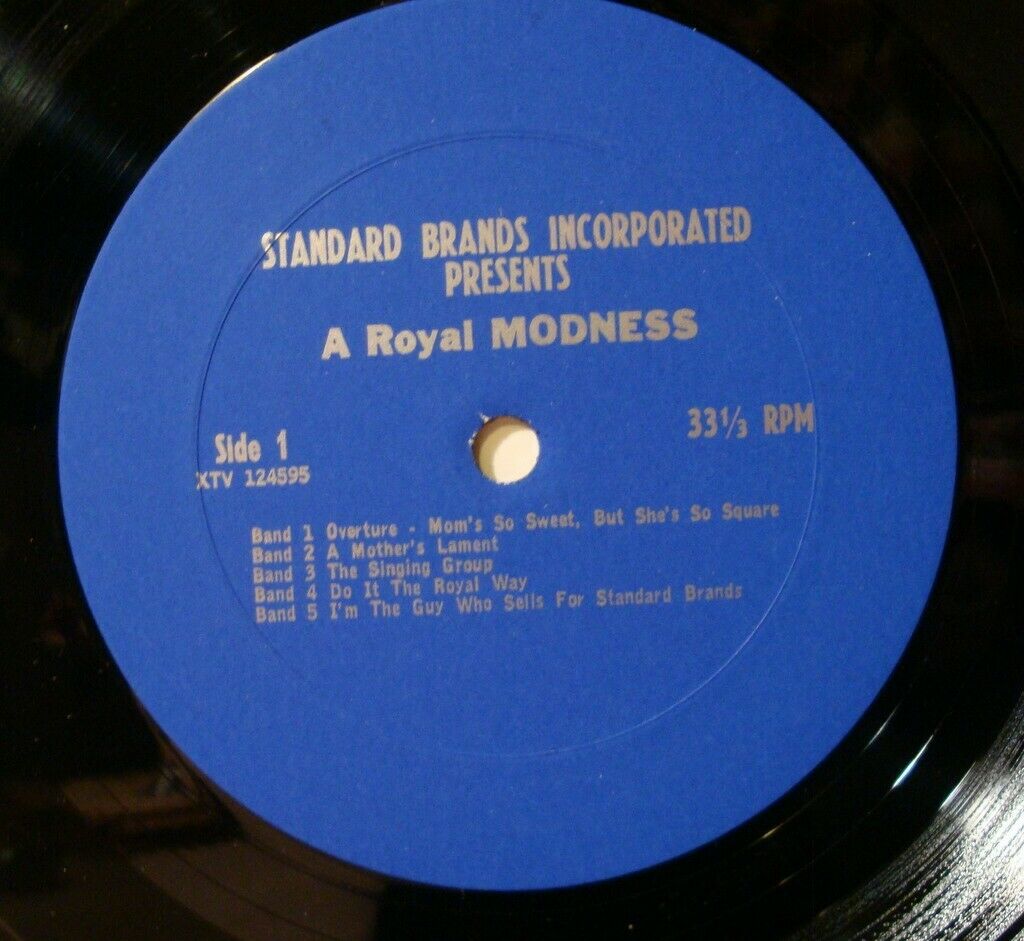 STANDARD BRANDS INCORPORATED
PRESENTS
A Royal MODNESS
Side 1
XTV 124595
33⅓ RPM
Band 1 Overture - Mom's So Sweet, But She's So Square
Band 2 A Mother's Lament
Band 3 The Singing Group
Band 4 Do It The Royal Way
Band 5 I'm The Guy Who Sells For Standard Brands